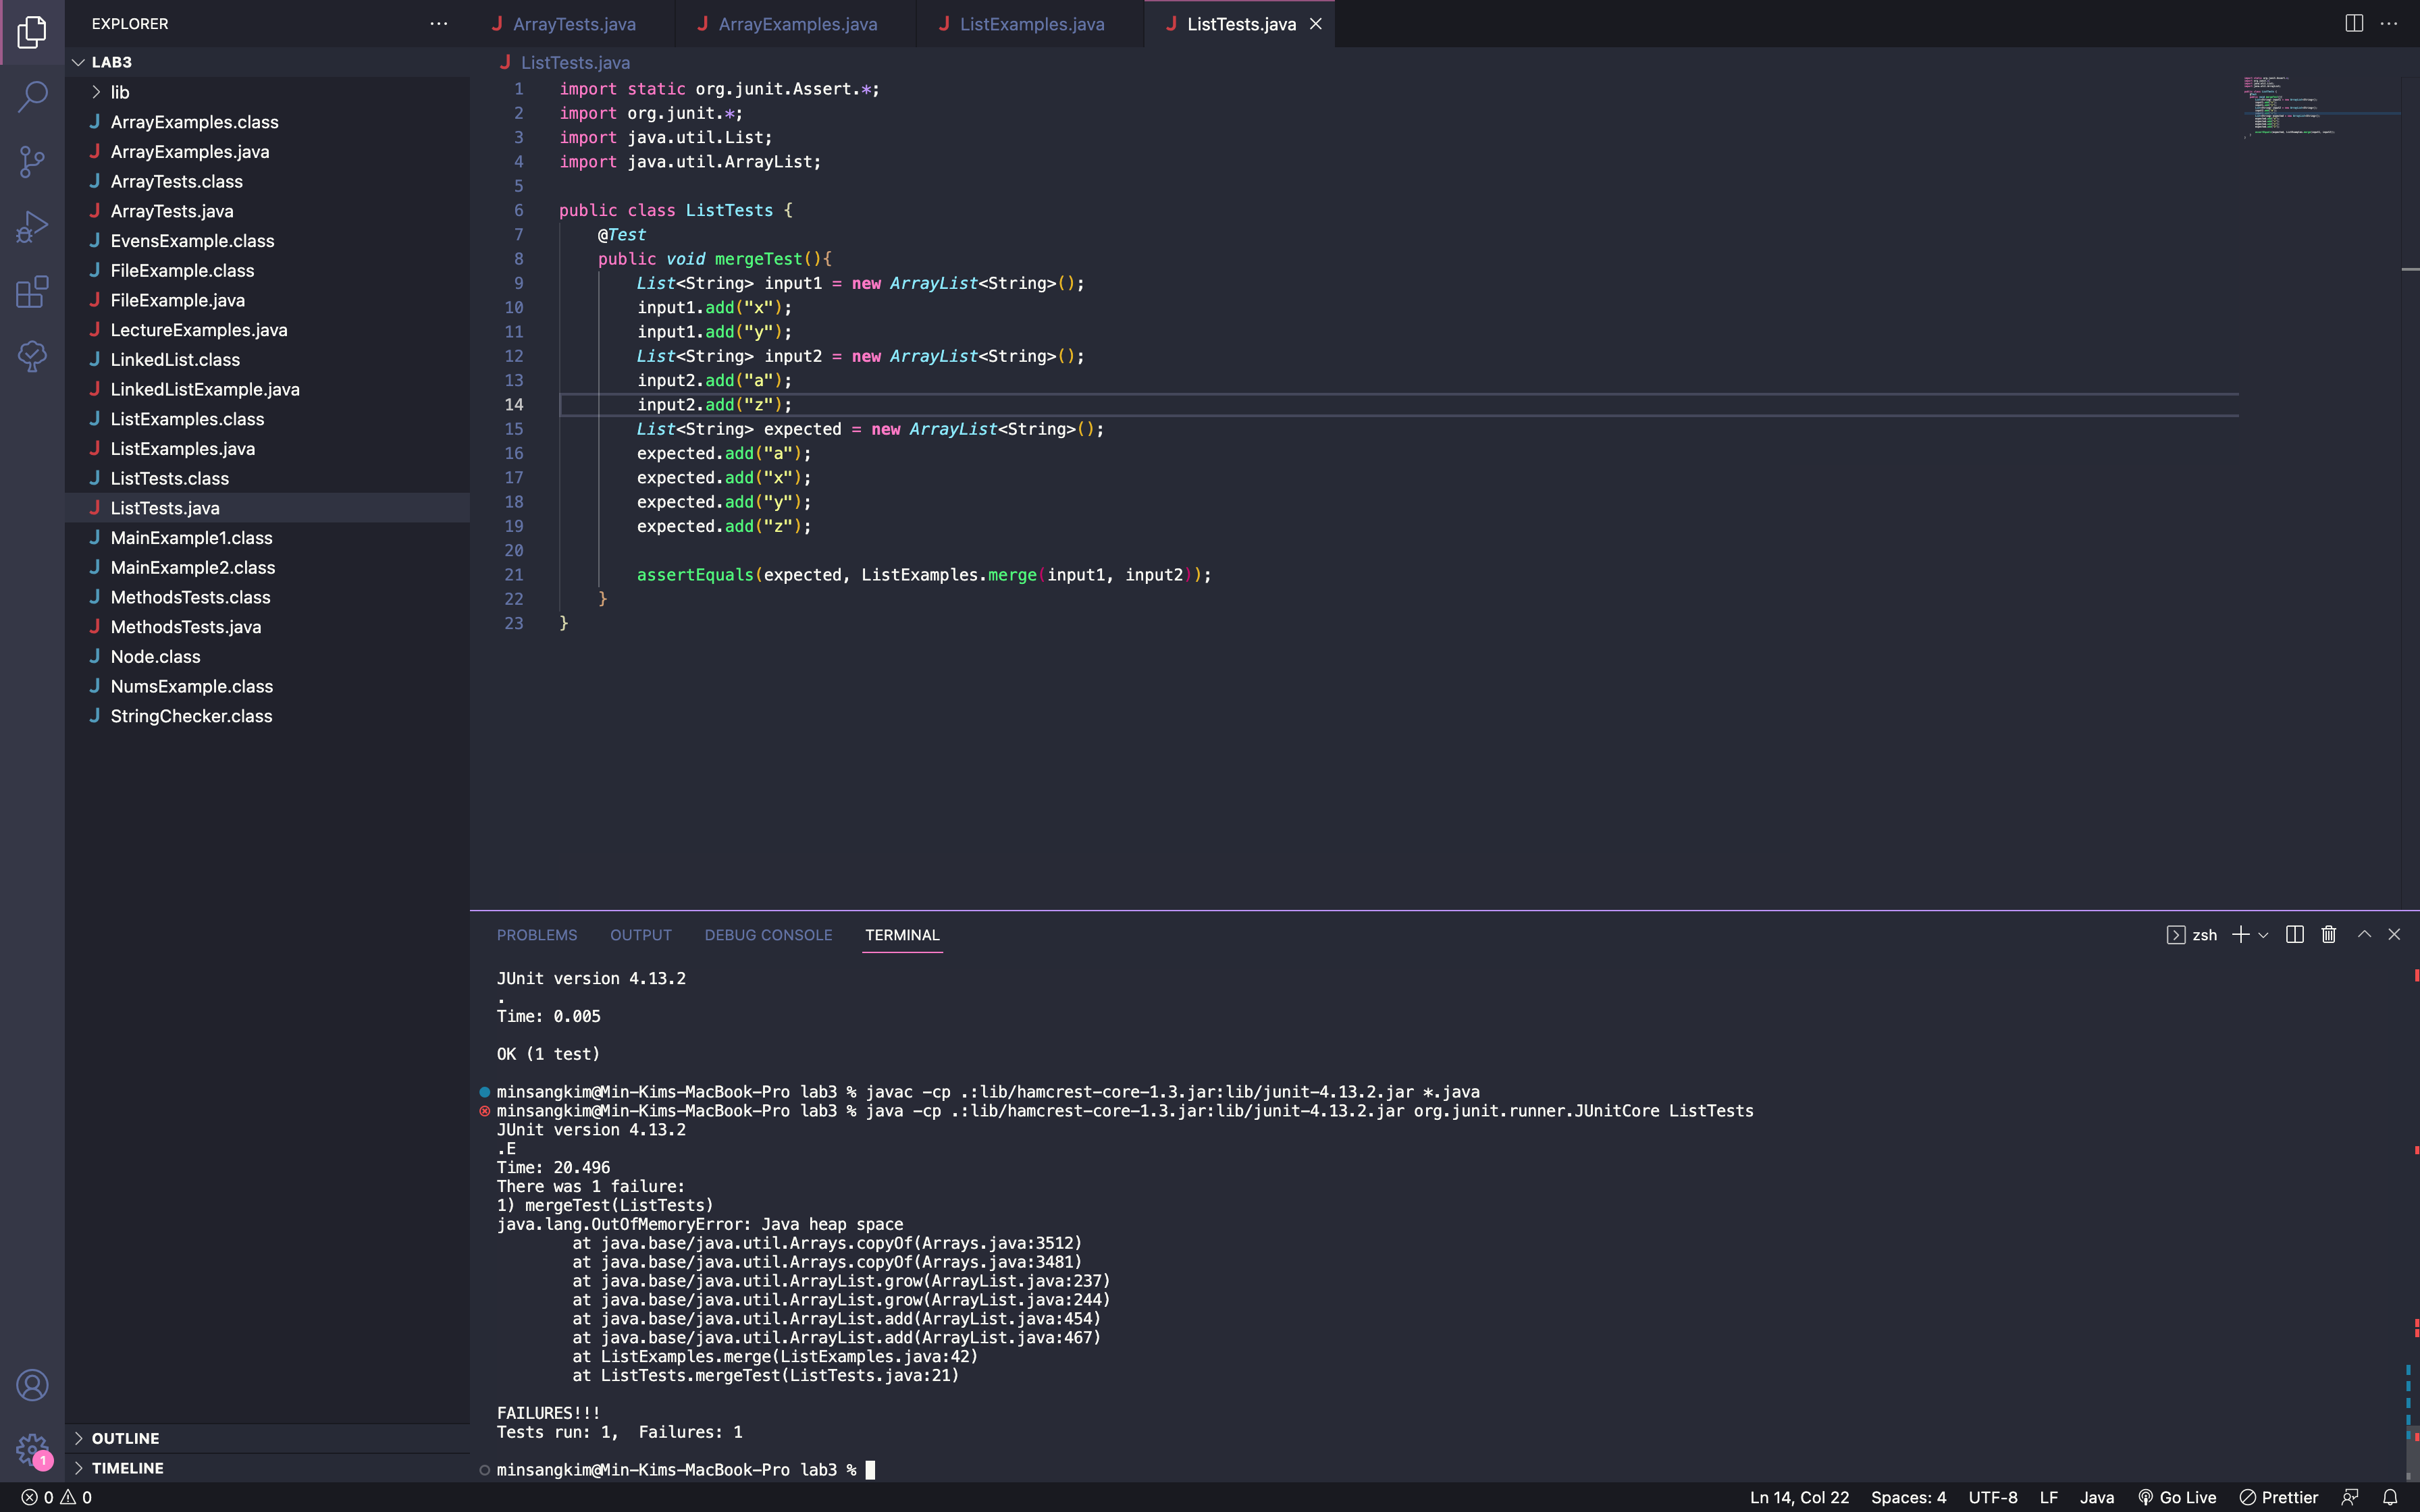 EXPLORER
LAB3
lib
ArrayExamples.class
ArrayExamples.java
ArrayTests.class
ArrayTests.java
EvensExample.class
FileExample.class
FileExample.java
LectureExamples.java
LinkedList.class
LinkedListExample.java
ListExamples.class
ListExamples.java
ListTests.class
ListTests.java
MainExample1.class
MainExample2.class
MethodsTests.class
MethodsTests.java
Node.class
NumsExample.class
StringChecker.class
OUTLINE
TIMELINE
ArrayTests.java ArrayExamples.java ListExamples.java ListTests.java
ListTests.java
1 import static org.junit.Assert.*;
2 import org.junit.*;
3 import java.util.List;
4 import java.util.ArrayList;
5
6 public class ListTests {
7 @Test
8 public void mergeTest(){
9 List<String> input1 = new ArrayList<String>();
10 input1.add("x");
11 input1.add("y");
12 List<String> input2 = new ArrayList<String>();
13 input2.add("a");
14 input2.add("z");
15 List<String> expected = new ArrayList<String>();
16 expected.add("a");
17 expected.add("x");
18 expected.add("y");
19 expected.add("z");
20
21 assertEquals(expected, ListExamples.merge(input1, input2));
22 }
23 }
PROBLEMS OUTPUT DEBUG CONSOLE TERMINAL zsh
JUnit version 4.13.2
.
Time: 0.005
OK (1 test)
minsangkim@Min-Kims-MacBook-Pro lab3 % javac -cp .:lib/hamcrest-core-1.3.jar:lib/junit-4.13.2.jar *.java
minsangkim@Min-Kims-MacBook-Pro lab3 % java -cp .:lib/hamcrest-core-1.3.jar:lib/junit-4.13.2.jar org.junit.runner.JUnitCore ListTests
JUnit version 4.13.2
.E
Time: 20.496
There was 1 failure:
1) mergeTest(ListTests)
java.lang.OutOfMemoryError: Java heap space
at java.base/java.util.Arrays.copyOf(Arrays.java:3512)
at java.base/java.util.Arrays.copyOf(Arrays.java:3481)
at java.base/java.util.ArrayList.grow(ArrayList.java:237)
at java.base/java.util.ArrayList.grow(ArrayList.java:244)
at java.base/java.util.ArrayList.add(ArrayList.java:454)
at java.base/java.util.ArrayList.add(ArrayList.java:467)
at ListExamples.merge(ListExamples.java:42)
at ListTests.mergeTest(ListTests.java:21)
FAILURES!!!
Tests run: 1,  Failures: 1
minsangkim@Min-Kims-MacBook-Pro lab3 %
1
0 0 Ln 14, Col 22 Spaces: 4 UTF-8 LF Java Go Live Prettier